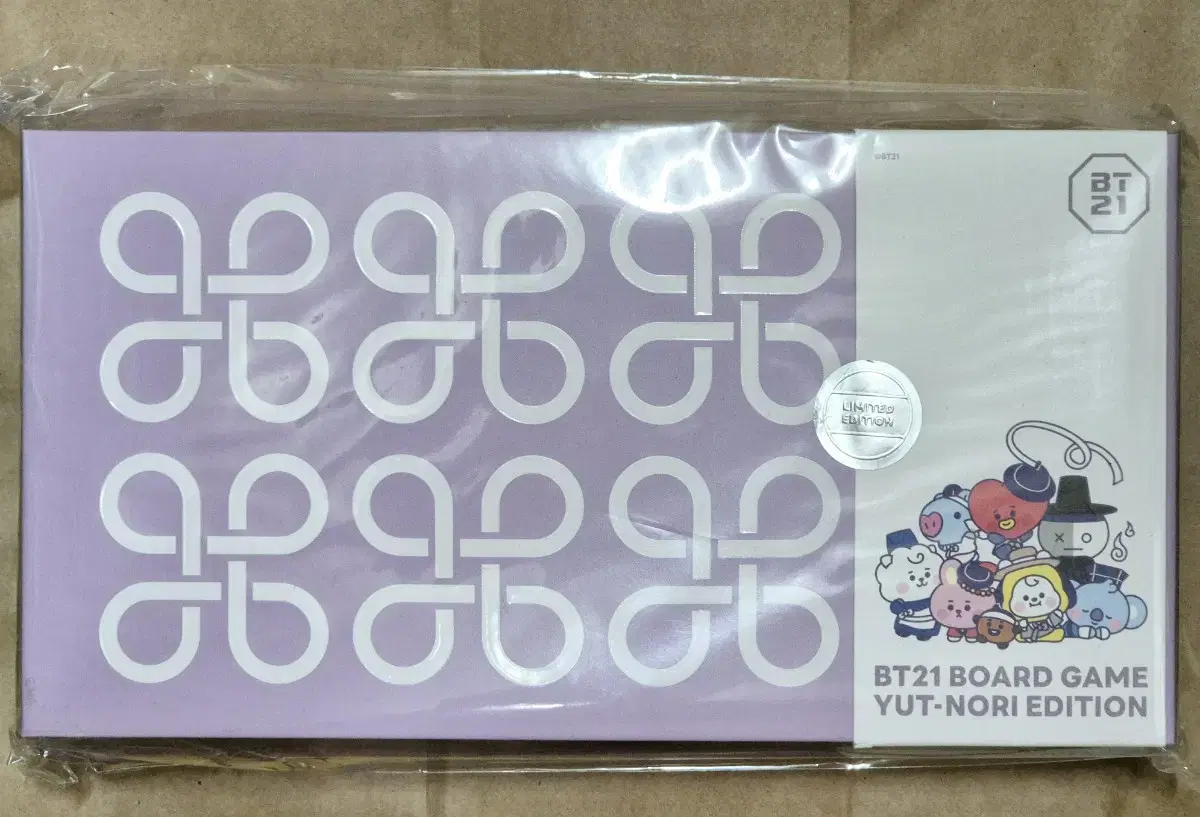 ©BT21
BT
21
LIMITED
EDITION
BT21 BOARD GAME
YUT-NORI EDITION